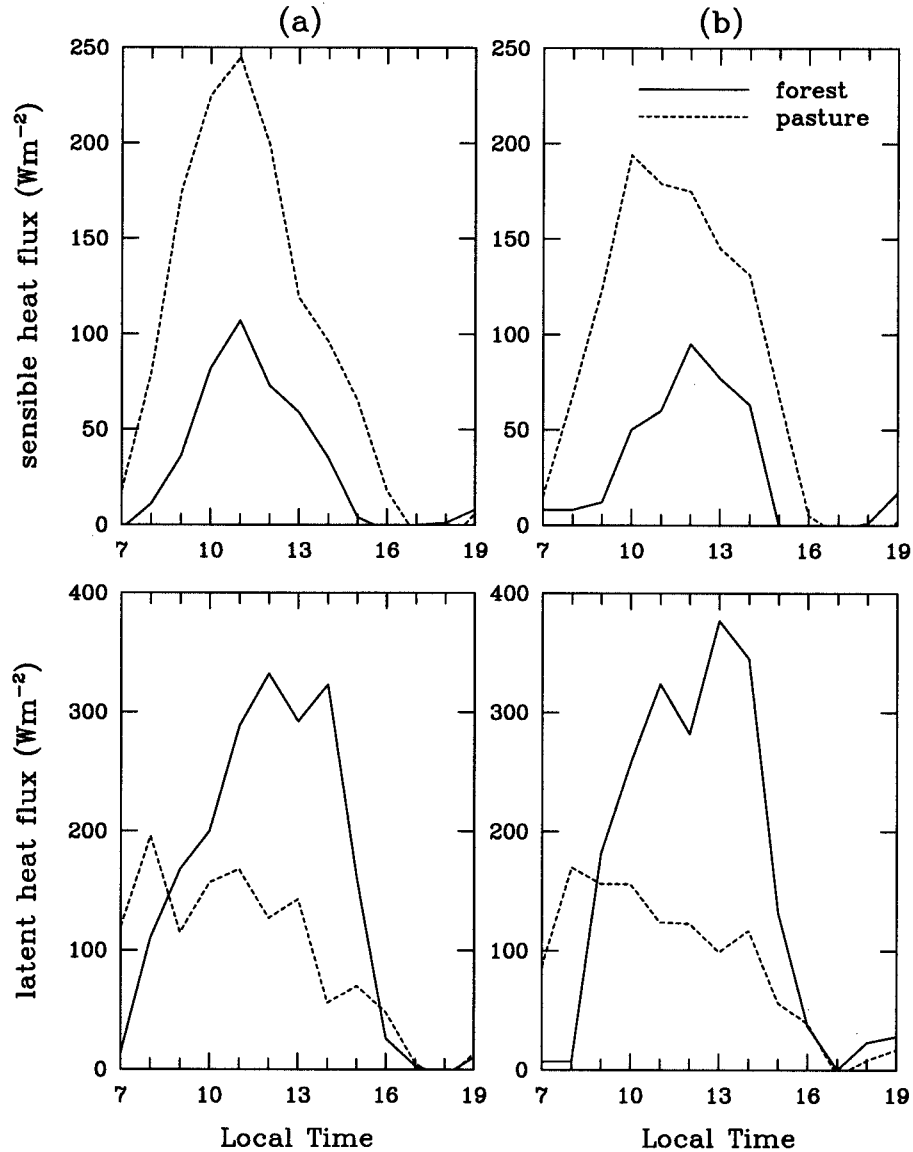 (a)
(b)
sensible heat flux (Wm⁻²)
250
200
150
100
50
0
7 10 13 16 19
250
200
150
100
50
0
7 10 13 16 19
forest
pasture
latent heat flux (Wm⁻²)
400
300
200
100
0
7 10 13 16 19
Local Time
400
300
200
100
0
7 10 13 16 19
Local Time